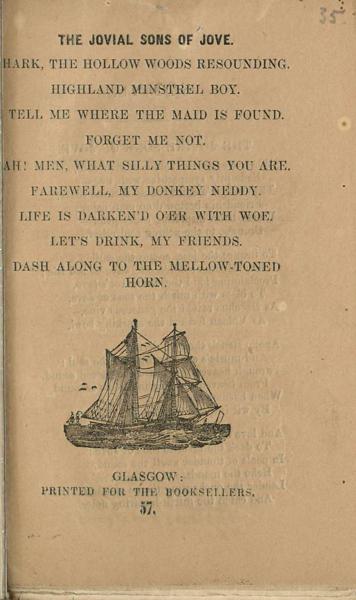 35
THE JOVIAL SONS OF JOVE.
HARK, THE HOLLOW WOODS RESOUNDING.
HIGHLAND MINSTREL BOY.
TELL ME WHERE THE MAID IS FOUND.
FORGET ME NOT.
AH! MEN, WHAT SILLY THINGS YOU ARE.
FAREWELL, MY DONKEY NEDDY.
LIFE IS DARKEN'D O'ER WITH WOE.
LET'S DRINK, MY FRIENDS.
DASH ALONG TO THE MELLOW-TONED
HORN.
GLASGOW:
PRINTED FOR THE BOOKSELLERS.
57.